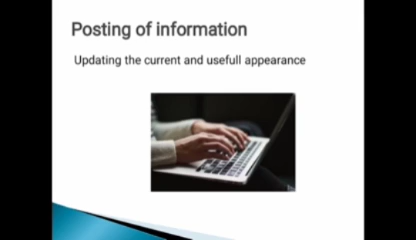 Posting of information
Updating the current and usefull appearance